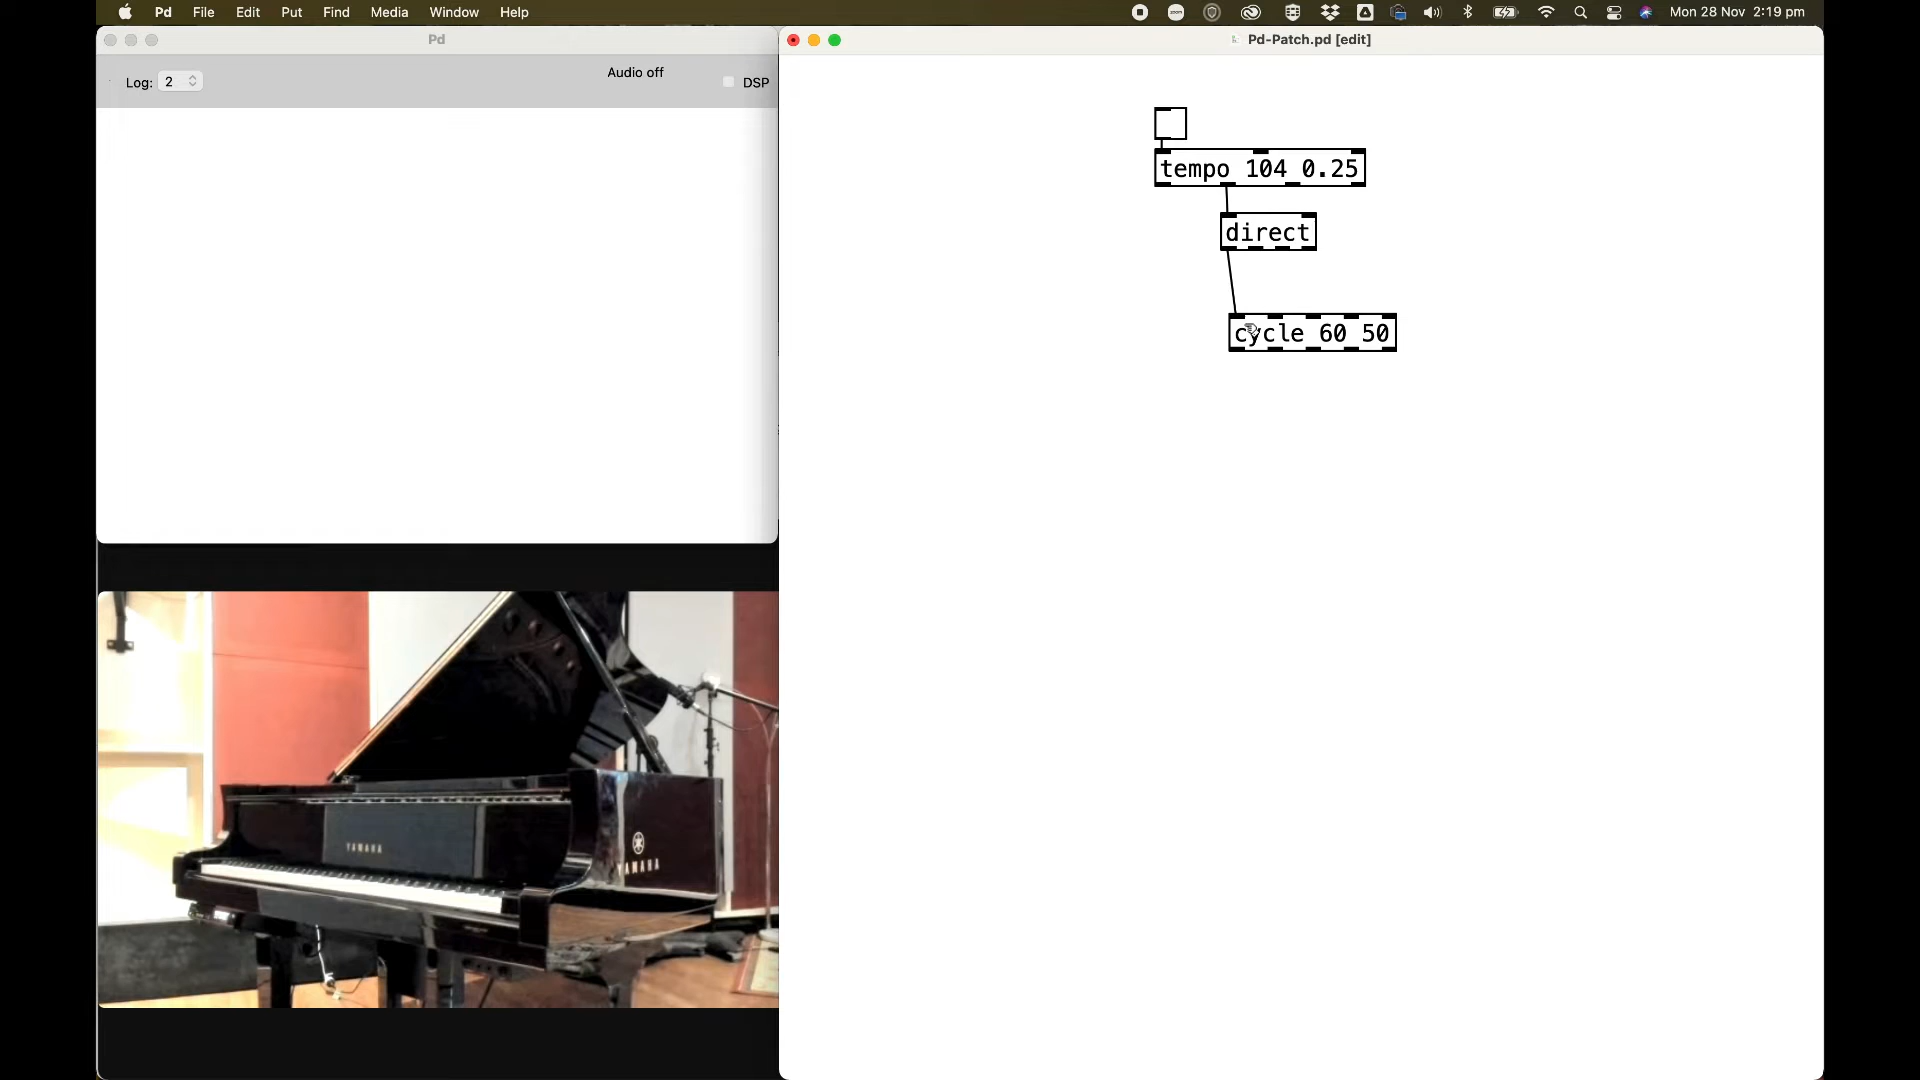 Pd File Edit Put Find Media Window Help
zoom
Mon 28 Nov 2:19 pm
Pd
Pd-Patch.pd [edit]
Log: 2
Audio off
DSP
tempo 104 0.25
direct
cycle 60 50
YAMAHA
YAMAHA